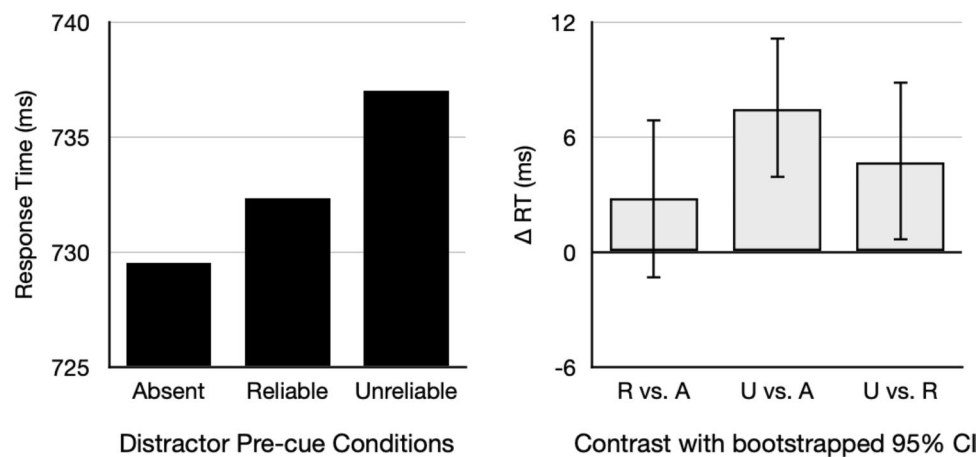 740
735
730
725
Response Time (ms)
Absent Reliable Unreliable
Distractor Pre-cue Conditions
12
6
0
-6
Δ RT (ms)
R vs. A U vs. A U vs. R
Contrast with bootstrapped 95% CI